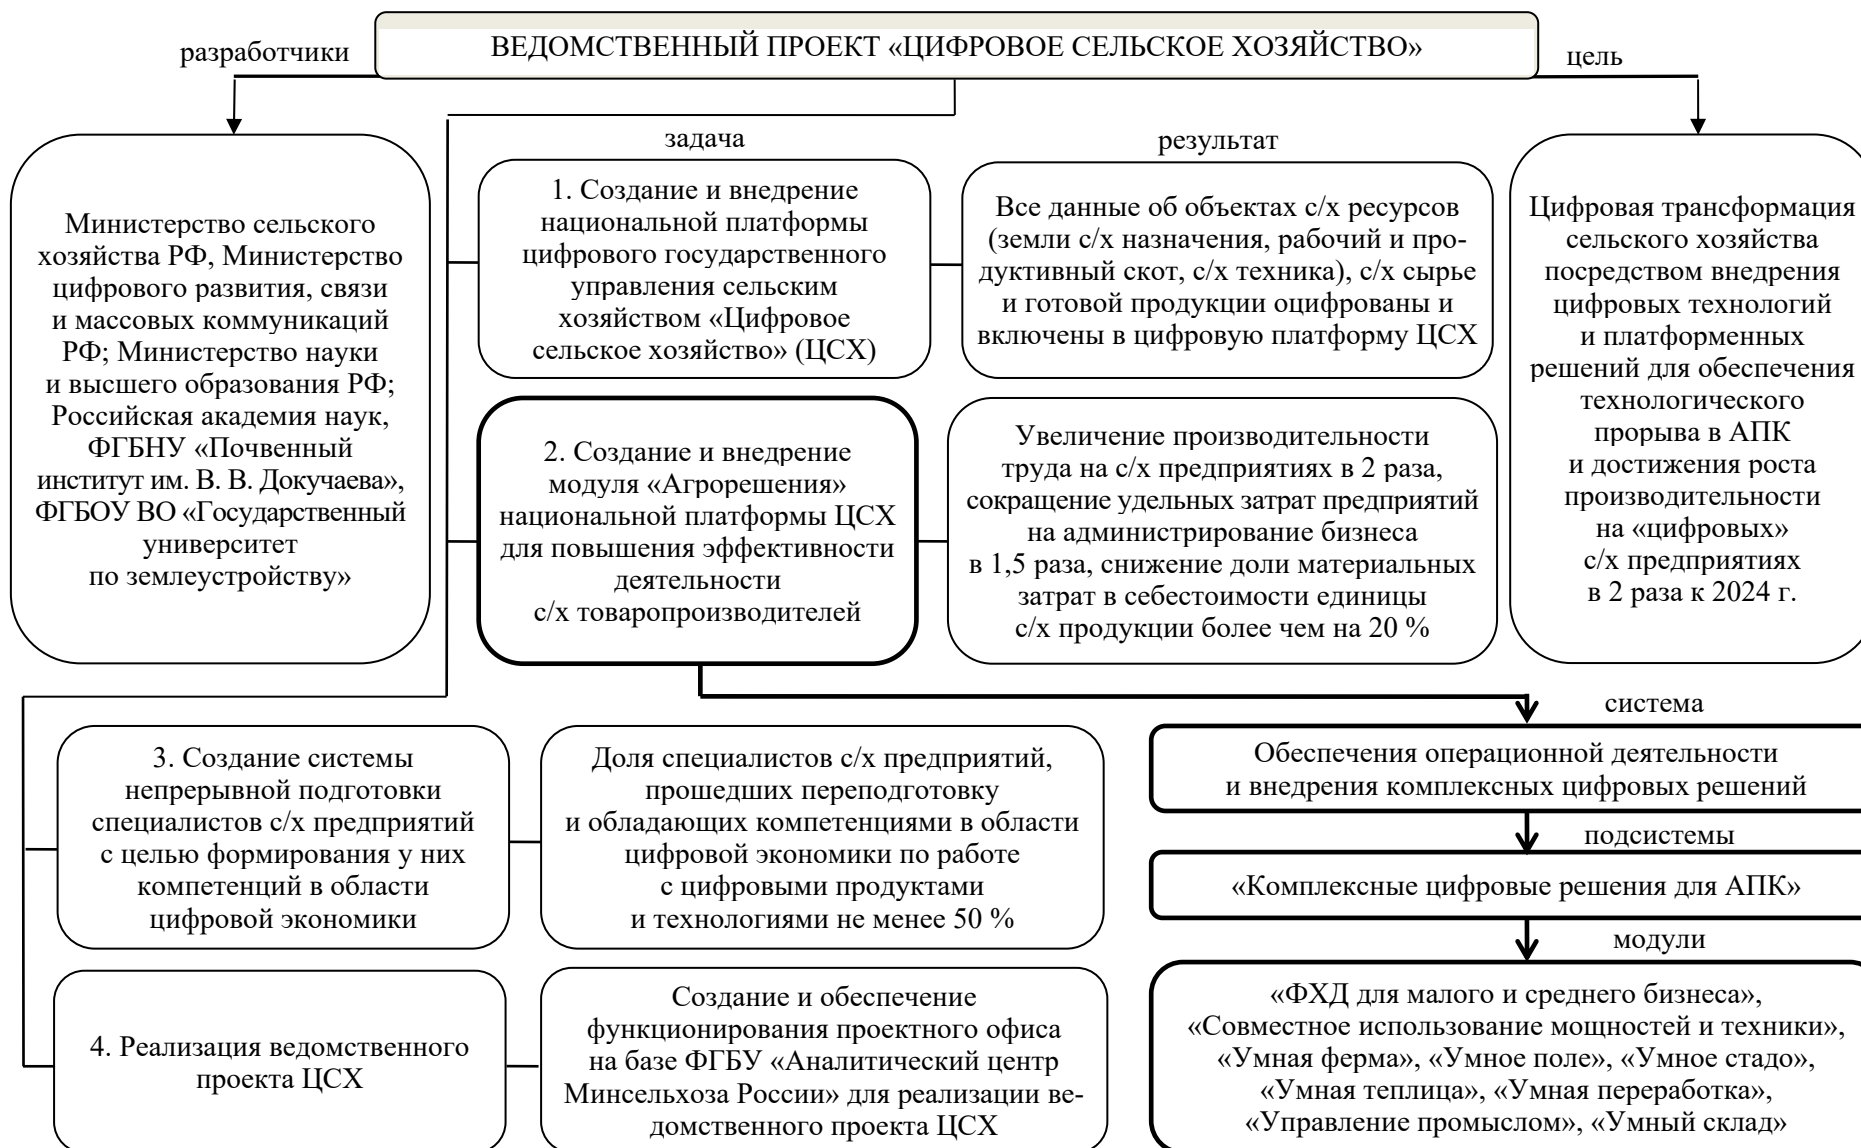 ВЕДОМСТВЕННЫЙ ПРОЕКТ «ЦИФРОВОЕ СЕЛЬСКОЕ ХОЗЯЙСТВО»
разработчики
цель
Министерство сельского
хозяйства РФ, Министерство
цифрового развития, связи
и массовых коммуникаций
РФ; Министерство науки
и высшего образования РФ;
Российская академия наук,
ФГБНУ «Почвенный
институт им. В. В. Докучаева»,
ФГБОУ ВО «Государственный
университет
по землеустройству»
задача
результат
1. Создание и внедрение
национальной платформы
цифрового государственного
управления сельским
хозяйством «Цифровое
сельское хозяйство» (ЦСХ)
Все данные об объектах с/х ресурсов
(земли с/х назначения, рабочий и про-
дуктивный скот, с/х техника), с/х сырье
и готовой продукции оцифрованы и
включены в цифровую платформу ЦСХ
2. Создание и внедрение
модуля «Агрорешения»
национальной платформы ЦСХ
для повышения эффективности
деятельности
с/х товаропроизводителей
Увеличение производительности
труда на с/х предприятиях в 2 раза,
сокращение удельных затрат предприятий
на администрирование бизнеса
в 1,5 раза, снижение доли материальных
затрат в себестоимости единицы
с/х продукции более чем на 20 %
Цифровая трансформация
сельского хозяйства
посредством внедрения
цифровых технологий
и платформенных
решений для обеспечения
технологического
прорыва в АПК
и достижения роста
производительности
на «цифровых»
с/х предприятиях
в 2 раза к 2024 г.
3. Создание системы
непрерывной подготовки
специалистов с/х предприятий
с целью формирования у них
компетенций в области
цифровой экономики
Доля специалистов с/х предприятий,
прошедших переподготовку
и обладающих компетенциями в области
цифровой экономики по работе
с цифровыми продуктами
и технологиями не менее 50 %
4. Реализация ведомственного
проекта ЦСХ
Создание и обеспечение
функционирования проектного офиса
на базе ФГБУ «Аналитический центр
Минсельхоза России» для реализации ве-
домственного проекта ЦСХ
система
Обеспечения операционной деятельности
и внедрения комплексных цифровых решений
подсистемы
«Комплексные цифровые решения для АПК»
модули
«ФХД для малого и среднего бизнеса»,
«Совместное использование мощностей и техники»,
«Умная ферма», «Умное поле», «Умное стадо»,
«Умная теплица», «Умная переработка»,
«Управление промыслом», «Умный склад»